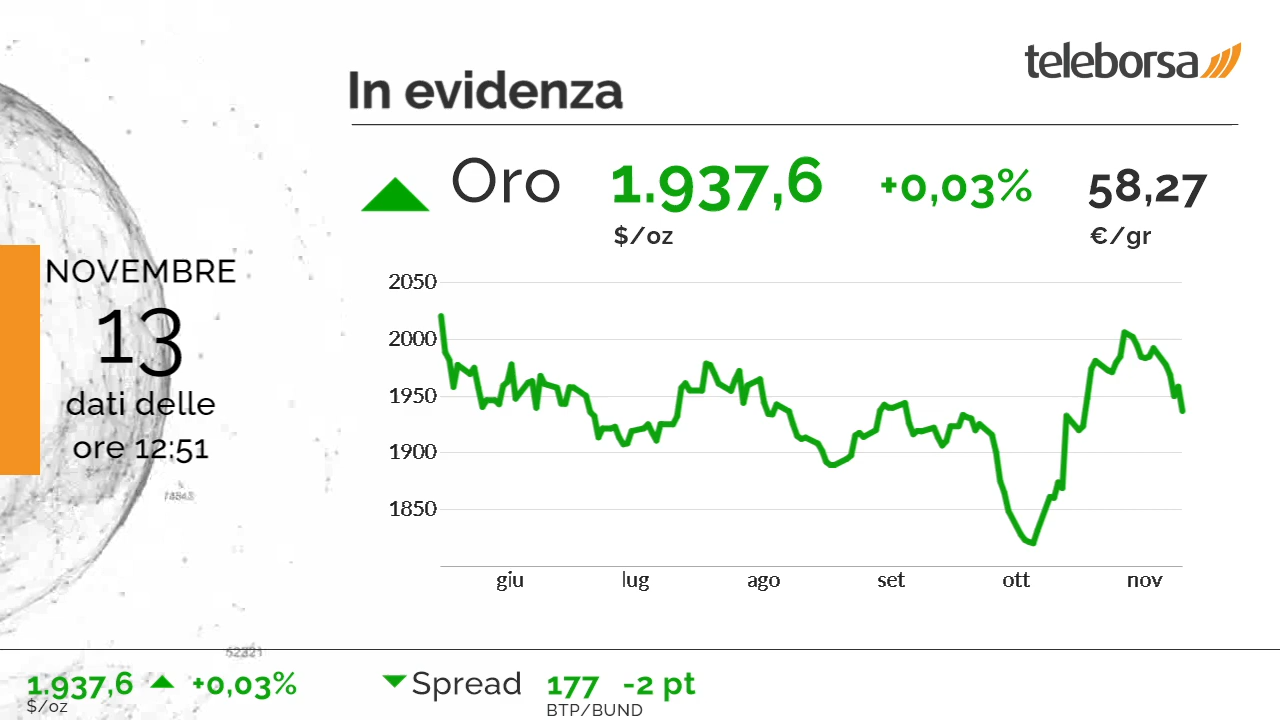 teleborsa
In evidenza
Oro 1.937,6 +0,03% 58,27
$/oz €/gr
NOVEMBRE
13
dati delle
ore 12:51
2050
2000
1950
1900
1850
giu lug ago set ott nov
1.937,6 +0,03% Spread 177 -2 pt
$/oz BTP/BUND